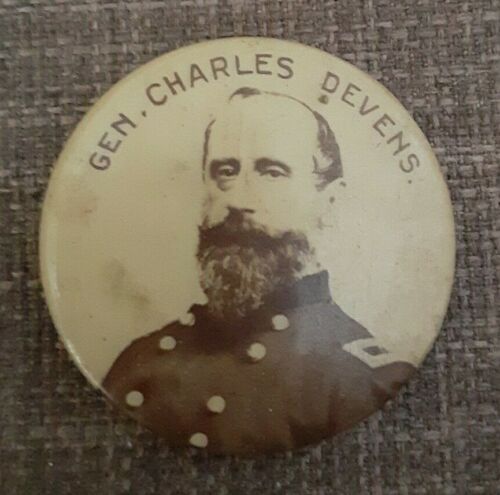 GEN. CHARLES DEVENS.